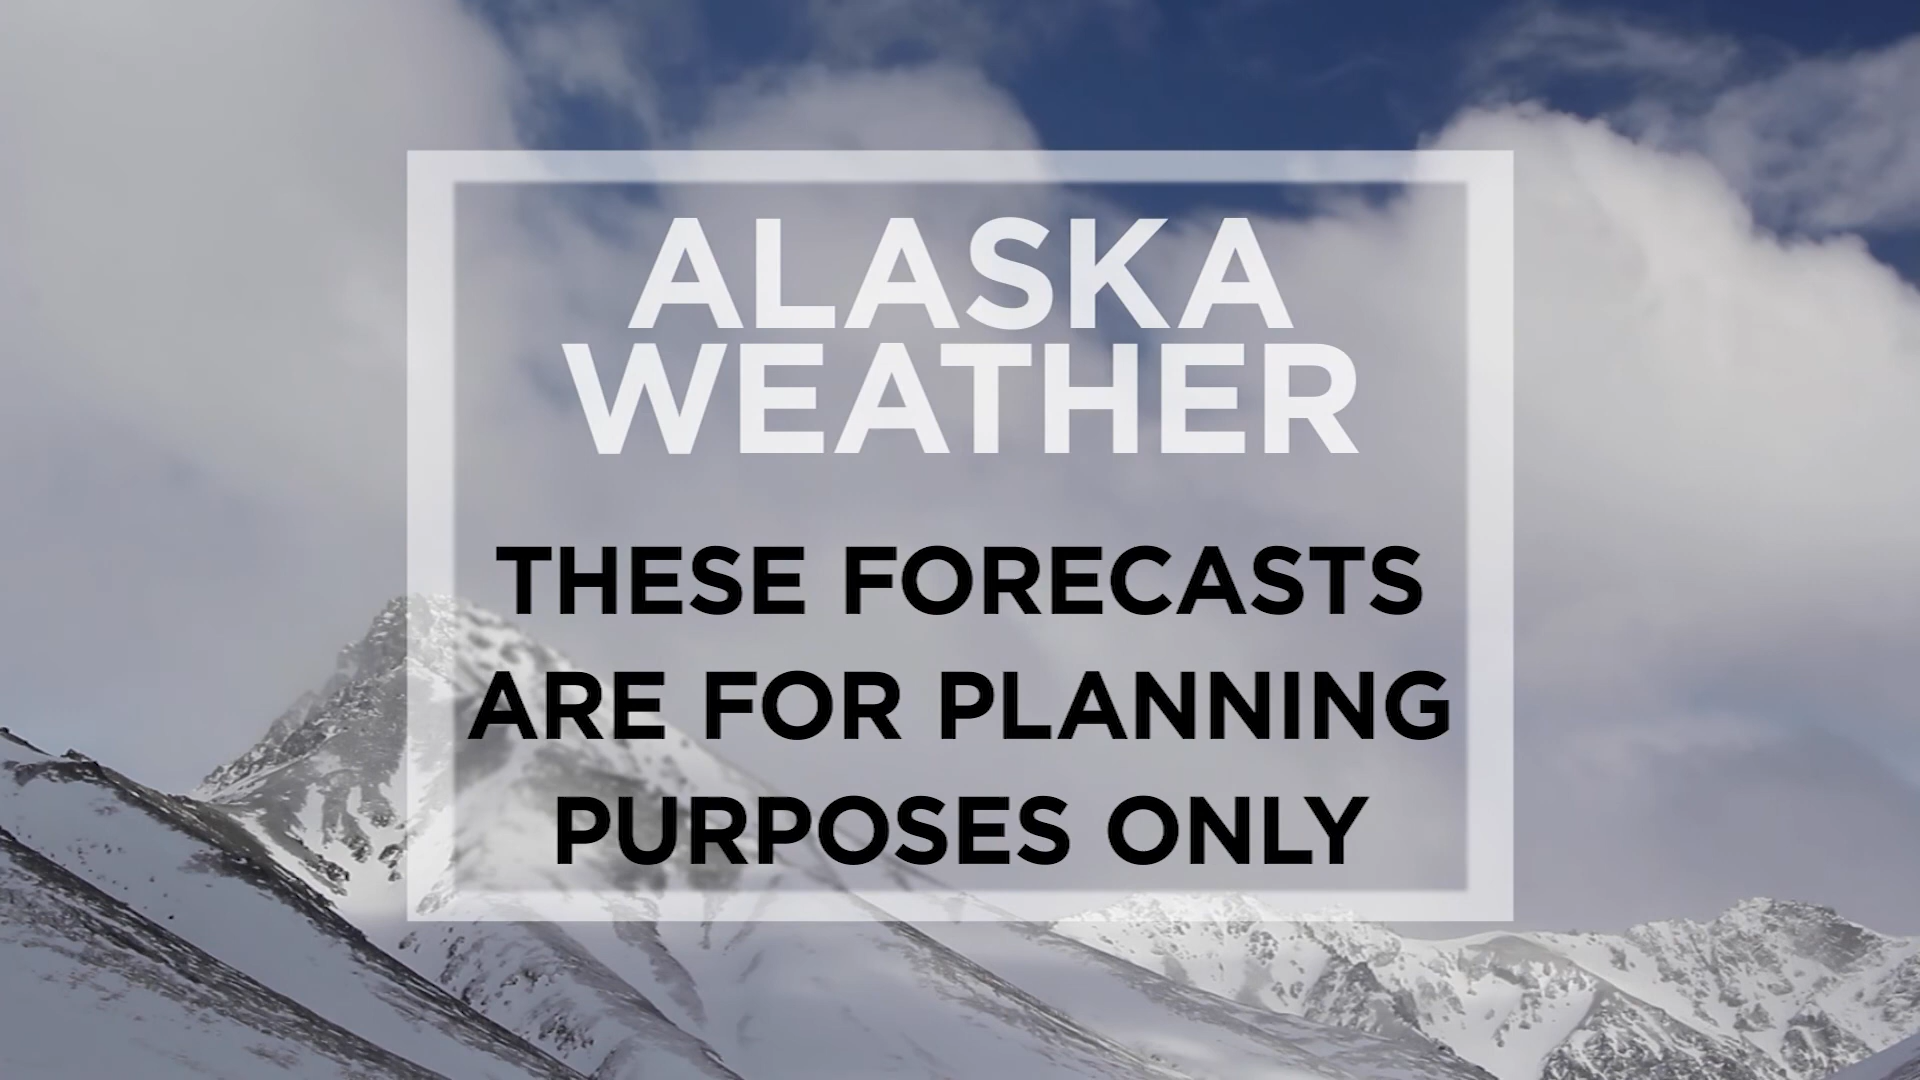 ALASKA
WEATHER
THESE FORECASTS
ARE FOR PLANNING
PURPOSES ONLY